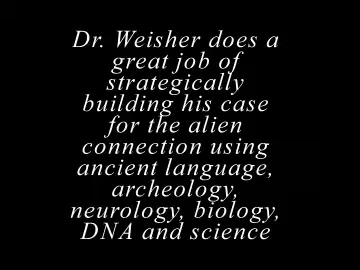 Dr. Weisher does a
great job of
strategically
building his case
for the alien
connection using
ancient language,
archeology,
neurology, biology,
DNA and science